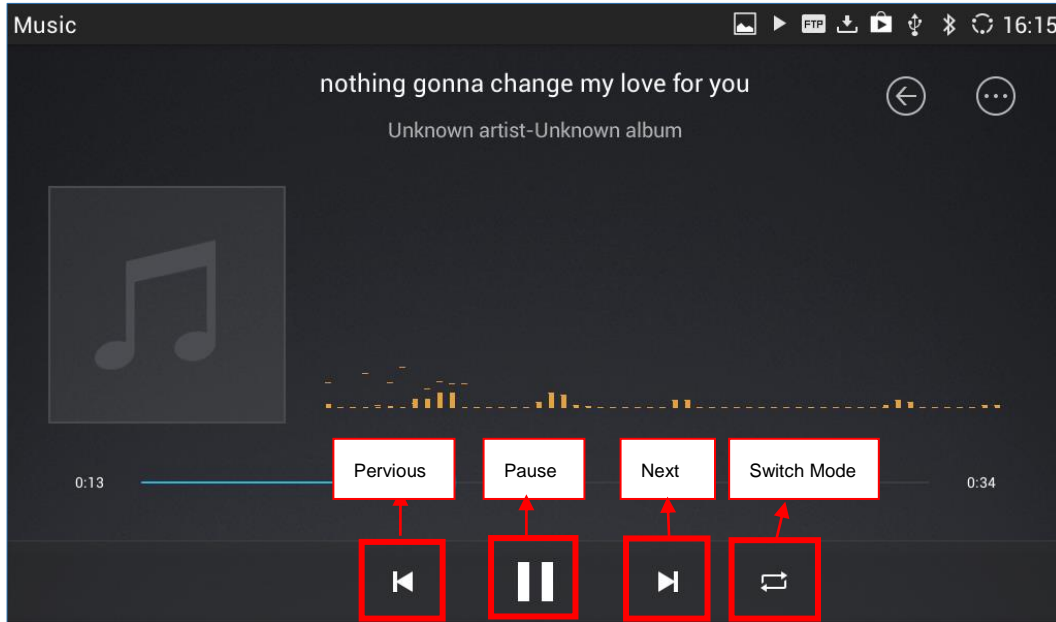 Music
FTP
16:15
nothing gonna change my love for you
Unknown artist-Unknown album
Pervious
Pause
Next
Switch Mode
0:13
0:34